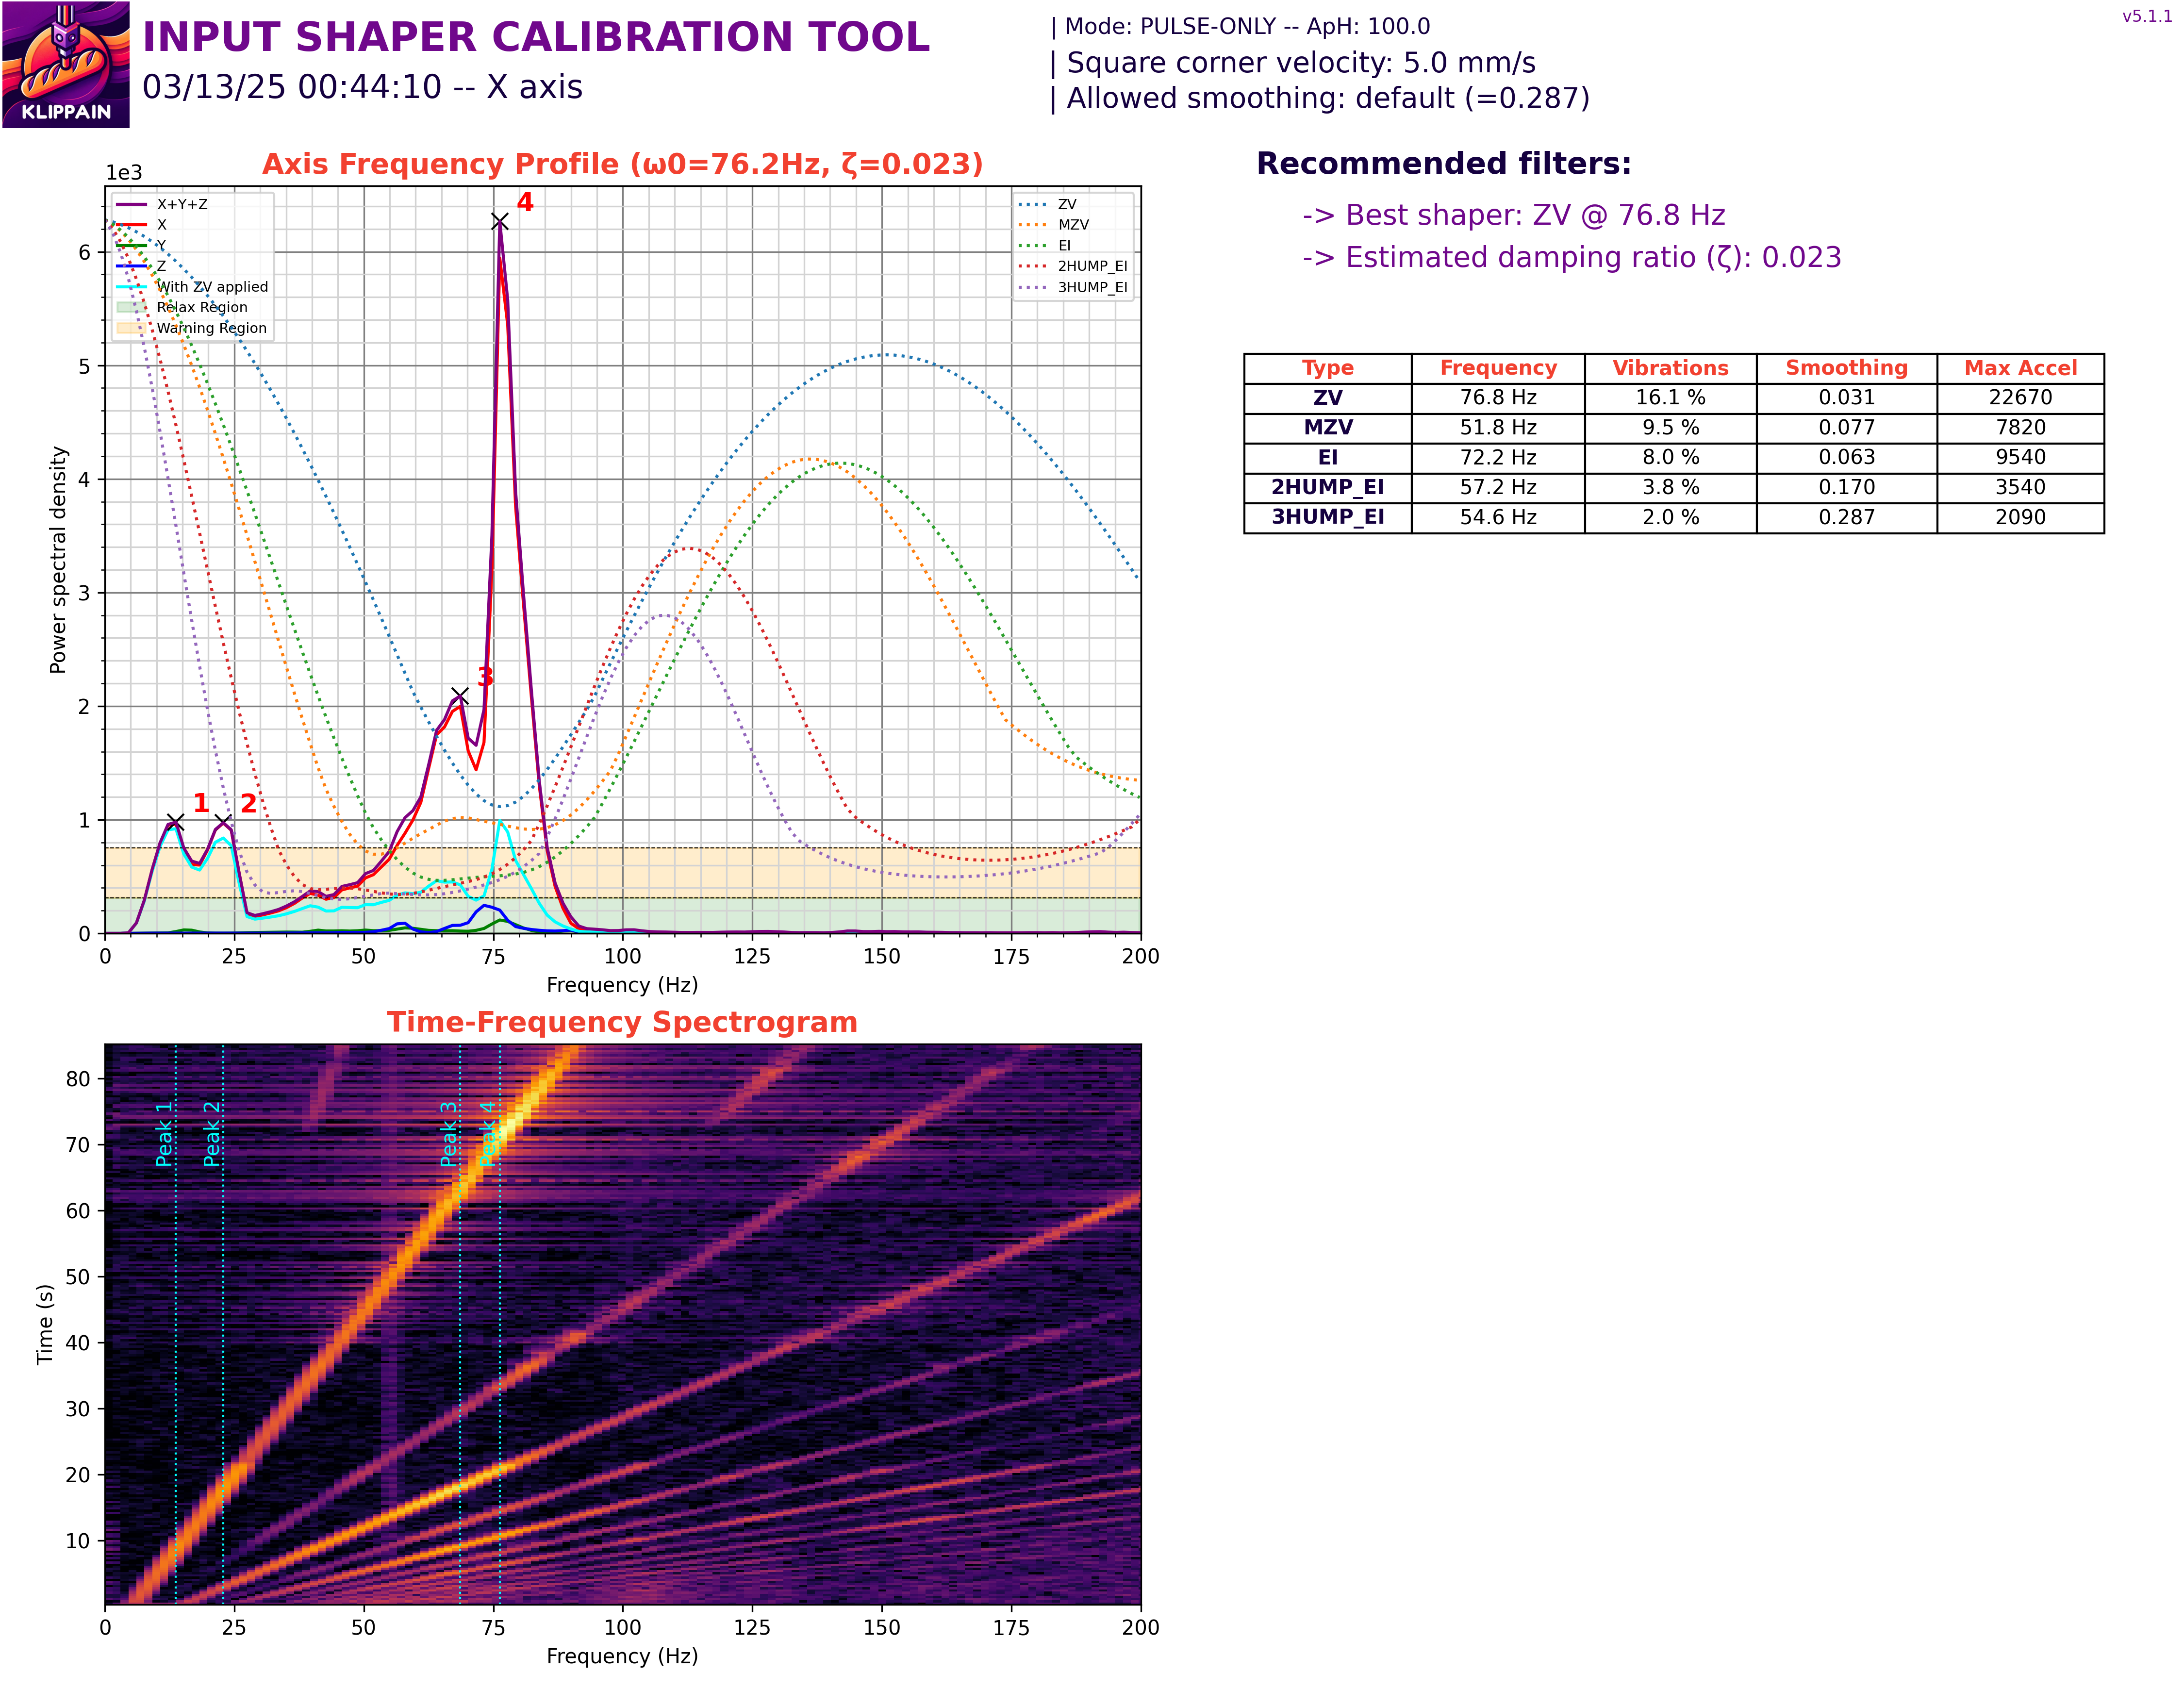 KLIPPAIN
INPUT SHAPER CALIBRATION TOOL
03/13/25 00:44:10 -- X axis
| Mode: PULSE-ONLY -- ApH: 100.0
| Square corner velocity: 5.0 mm/s
| Allowed smoothing: default (=0.287)
v5.1.1
Axis Frequency Profile (ω0=76.2Hz, ζ=0.023)
1e3
X+Y+Z
X
Y
Z
With ZV applied
Relax Region
Warning Region
ZV
MZV
EI
2HUMP_EI
3HUMP_EI
4
3
1 2
Power spectral density
6
5
4
3
2
1
0
0 25 50 75 100 125 150 175 200
Frequency (Hz)
Recommended filters:
-> Best shaper: ZV @ 76.8 Hz
-> Estimated damping ratio (ζ): 0.023
Type Frequency Vibrations Smoothing Max Accel
ZV 76.8 Hz 16.1 % 0.031 22670
MZV 51.8 Hz 9.5 % 0.077 7820
EI 72.2 Hz 8.0 % 0.063 9540
2HUMP_EI 57.2 Hz 3.8 % 0.170 3540
3HUMP_EI 54.6 Hz 2.0 % 0.287 2090
Time-Frequency Spectrogram
Peak 1
Peak 2
Peak 3
Peak 4
Time (s)
80
70
60
50
40
30
20
10
0 25 50 75 100 125 150 175 200
Frequency (Hz)